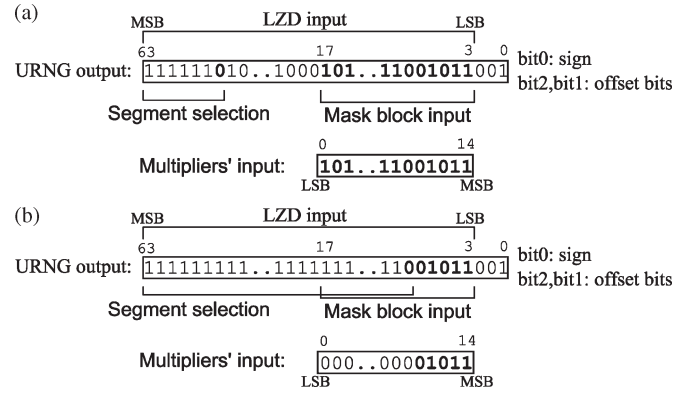 (a)
MSB LZD input LSB
63 17 3 0
URNG output: 111111010..1000101..11001011001
bit0: sign
bit2,bit1: offset bits
Segment selection Mask block input
0 14
Multipliers' input: 101..11001011
LSB MSB
(b)
MSB LZD input LSB
63 17 3 0
URNG output: 111111111..1111111..11001011001
bit0: sign
bit2,bit1: offset bits
Segment selection Mask block input
0 14
Multipliers' input: 000..00001011
LSB MSB